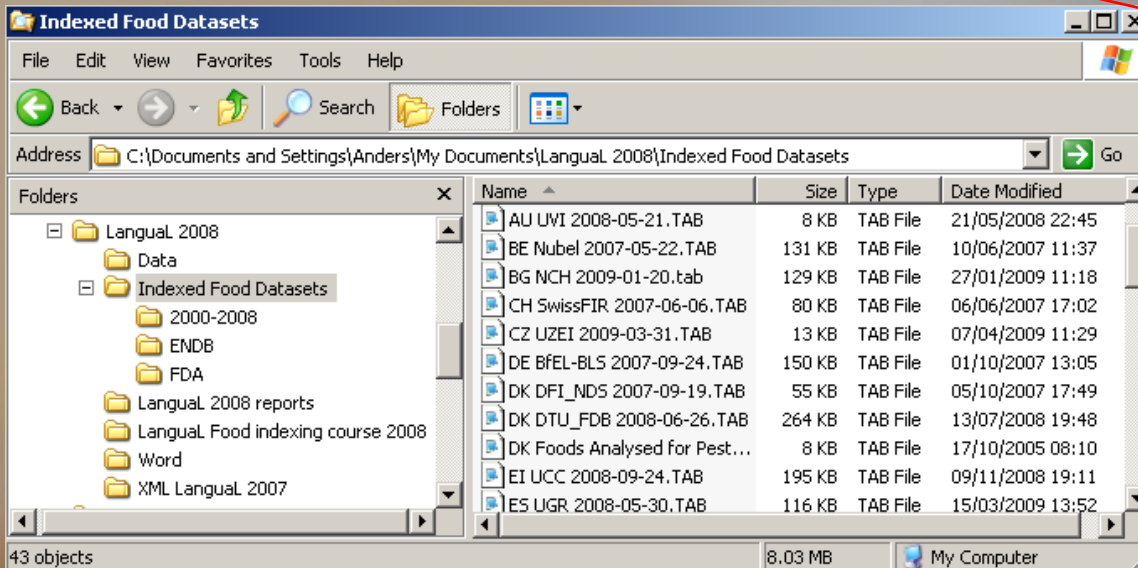 Indexed Food Datasets
File Edit View Favorites Tools Help
Back Search Folders
Address C:\Documents and Settings\Anders\My Documents\LanguaL 2008\Indexed Food Datasets Go
Folders
LanguaL 2008
Data
Indexed Food Datasets
2000-2008
ENDB
FDA
LanguaL 2008 reports
LanguaL Food indexing course 2008
Word
XML LanguaL 2007
Name Size Type Date Modified
AU UVI 2008-05-21.TAB 8 KB TAB File 21/05/2008 22:45
BE Nubel 2007-05-22.TAB 131 KB TAB File 10/06/2007 11:37
BG NCH 2009-01-20.tab 129 KB TAB File 27/01/2009 11:18
CH SwissFIR 2007-06-06.TAB 80 KB TAB File 06/06/2007 17:02
CZ UZEI 2009-03-31.TAB 13 KB TAB File 07/04/2009 11:29
DE BfEL-BLS 2007-09-24.TAB 150 KB TAB File 01/10/2007 13:05
DK DFI_NDS 2007-09-19.TAB 55 KB TAB File 05/10/2007 17:49
DK DTU_FDB 2008-06-26.TAB 264 KB TAB File 13/07/2008 19:48
DK Foods Analysed for Pest... 8 KB TAB File 17/10/2005 08:10
EI UCC 2008-09-24.TAB 195 KB TAB File 09/11/2008 19:11
ES UGR 2008-05-30.TAB 116 KB TAB File 15/03/2009 13:52
43 objects 8.03 MB My Computer